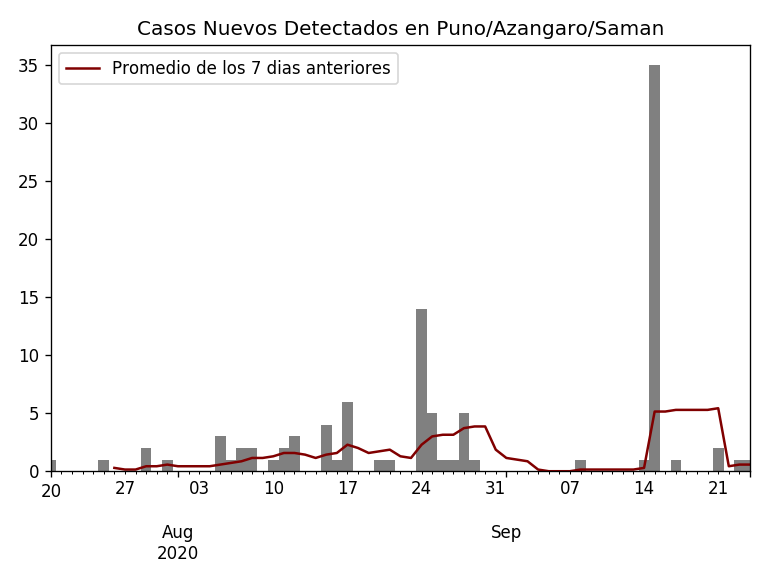 Casos Nuevos Detectados en Puno/Azangaro/Saman
Promedio de los 7 dias anteriores
35
30
25
20
15
10
5
0
20 27 03 10 17 24 31 07 14 21
Aug Sep
2020